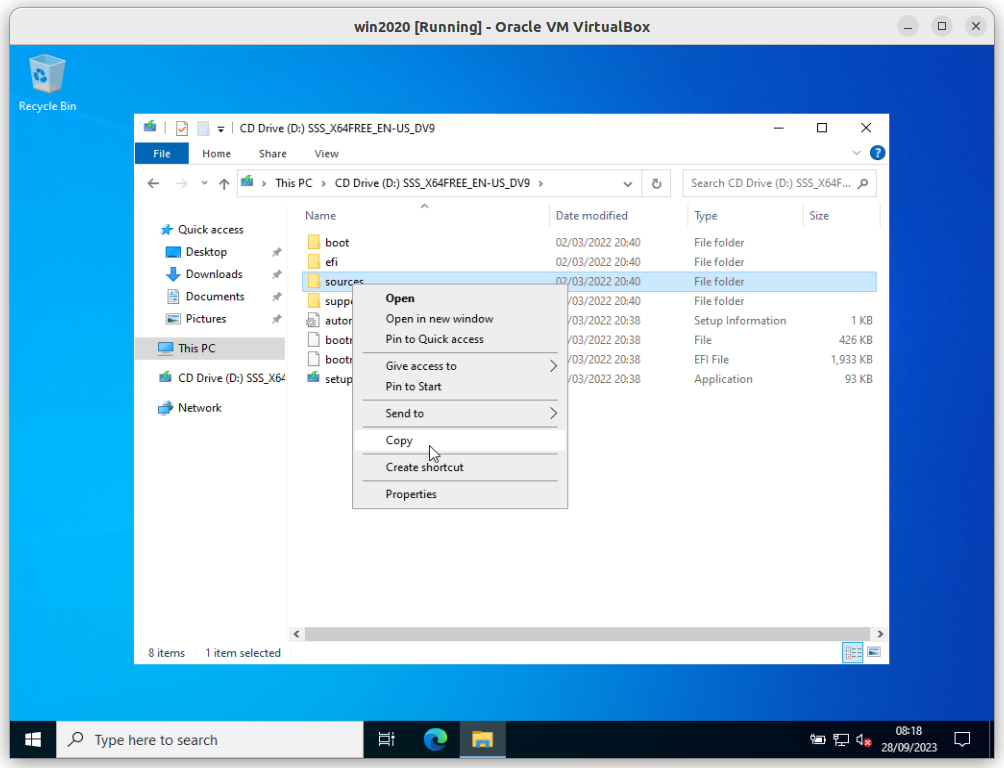 win2020 [Running] - Oracle VM VirtualBox
Recycle Bin
CD Drive (D:) SSS_X64FREE_EN-US_DV9
File Home Share View
This PC CD Drive (D:) SSS_X64FREE_EN-US_DV9
Search CD Drive (D:) SSS_X64F...
Name Date modified Type Size
Quick access
Desktop
Downloads
Documents
Pictures
This PC
CD Drive (D:) SSS_X64
Network
boot 02/03/2022 20:40 File folder
efi 02/03/2022 20:40 File folder
sources 02/03/2022 20:40 File folder
supp /03/2022 20:40 File folder
autor /03/2022 20:38 Setup Information 1 KB
bootr /03/2022 20:38 File 426 KB
bootr /03/2022 20:38 EFI File 1,933 KB
setup /03/2022 20:38 Application 93 KB
Open
Open in new window
Pin to Quick access
Give access to
Pin to Start
Send to
Copy
Create shortcut
Properties
8 items 1 item selected
Type here to search
08:18
28/09/2023